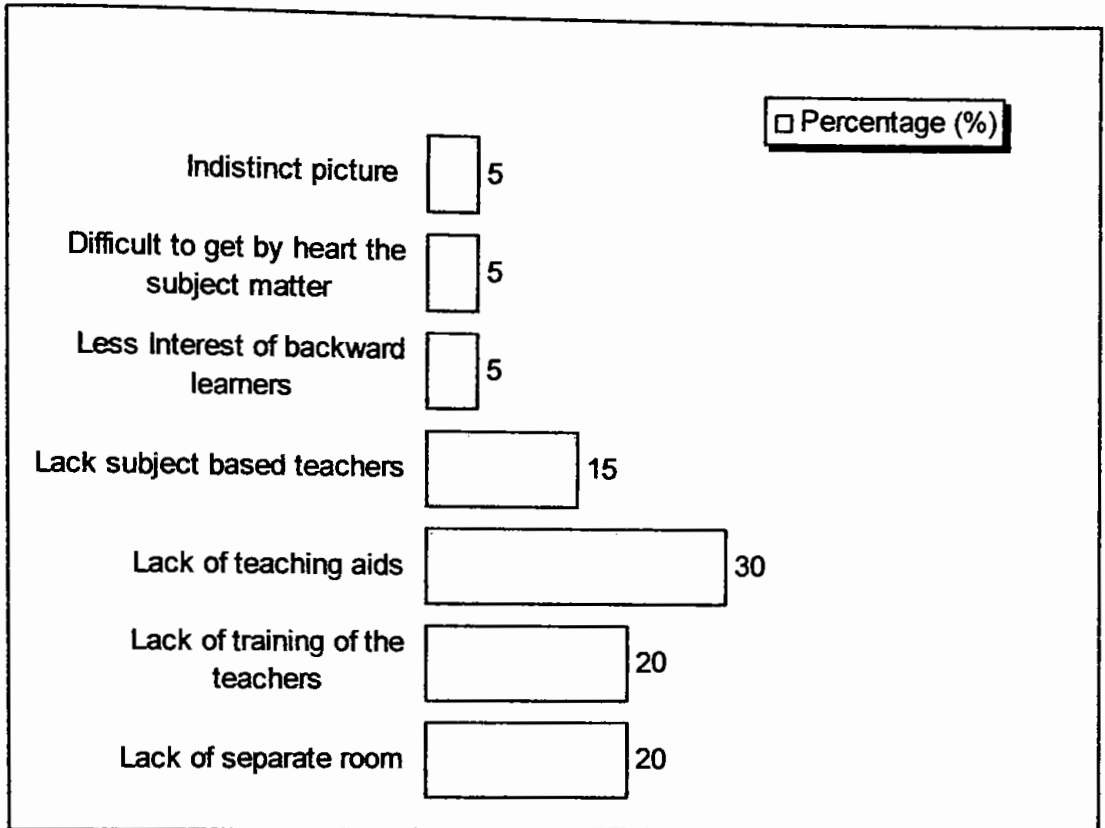 Percentage (%)
Indistinct picture
5
Difficult to get by heart the
subject matter
5
Less Interest of backward
learners
5
Lack subject based teachers
15
Lack of teaching aids
30
Lack of training of the
teachers
20
Lack of separate room
20